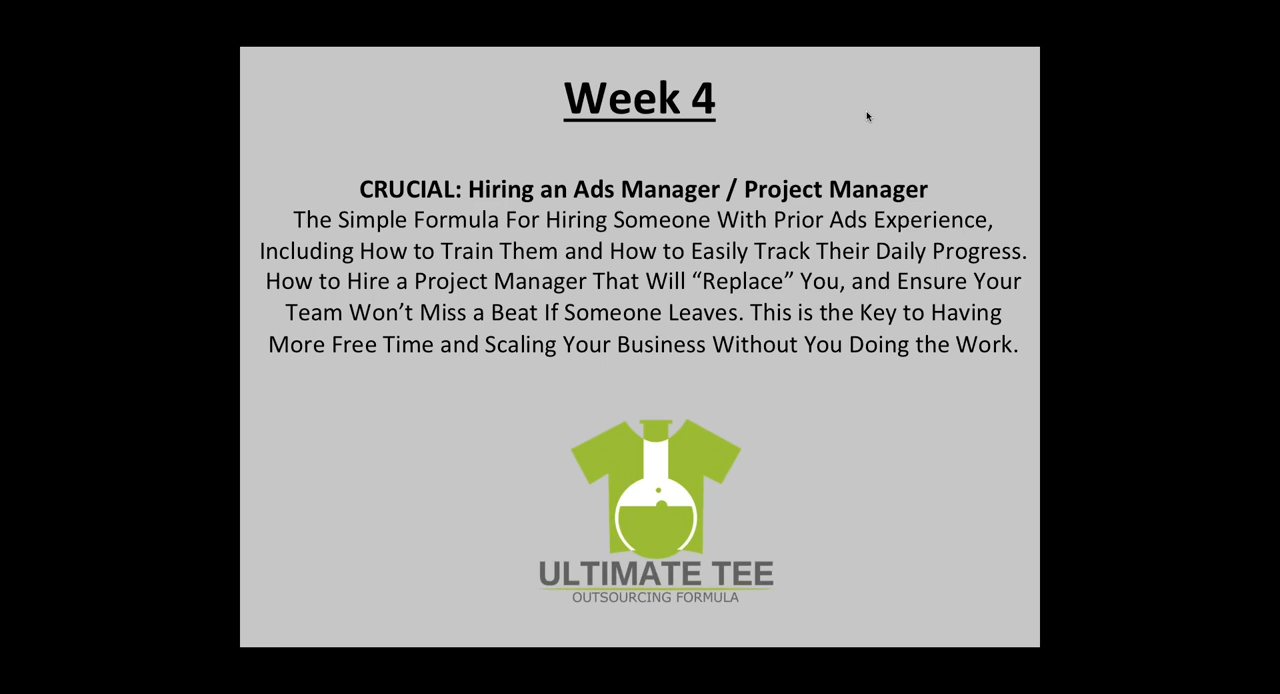 Week 4
CRUCIAL: Hiring an Ads Manager / Project Manager
The Simple Formula For Hiring Someone With Prior Ads Experience,
Including How to Train Them and How to Easily Track Their Daily Progress.
How to Hire a Project Manager That Will “Replace” You, and Ensure Your
Team Won’t Miss a Beat If Someone Leaves. This is the Key to Having
More Free Time and Scaling Your Business Without You Doing the Work.
ULTIMATE TEE
OUTSOURCING FORMULA